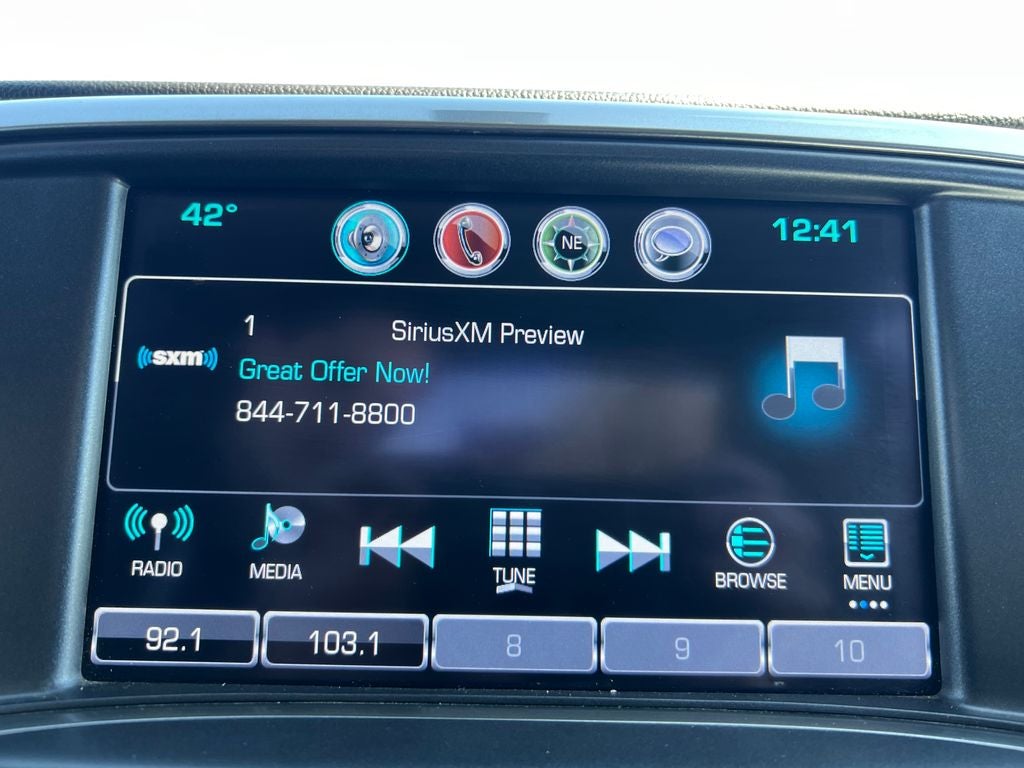 42°
NE
12:41
1
SiriusXM Preview
((sxm))
Great Offer Now!
844-711-8800
RADIO
MEDIA
TUNE
BROWSE
MENU
92.1
103.1
8
9
10